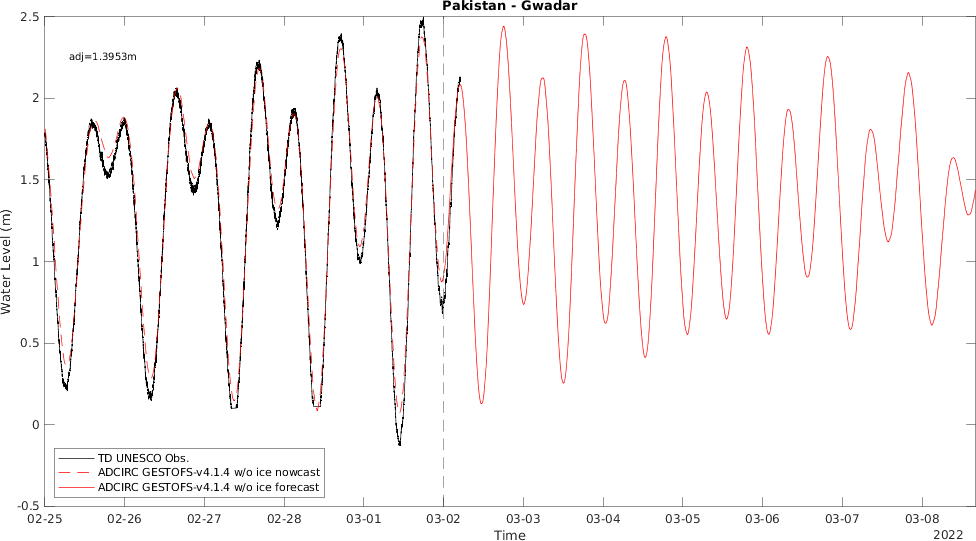 Pakistan - Gwadar
2.5
adj=1.3953m
2
1.5
1
0.5
0
-0.5
Water Level (m)
TD UNESCO Obs.
ADCIRC GESTOFS-v4.1.4 w/o ice nowcast
ADCIRC GESTOFS-v4.1.4 w/o ice forecast
02-25 02-26 02-27 02-28 03-01 03-02 03-03 03-04 03-05 03-06 03-07 03-08
Time
2022